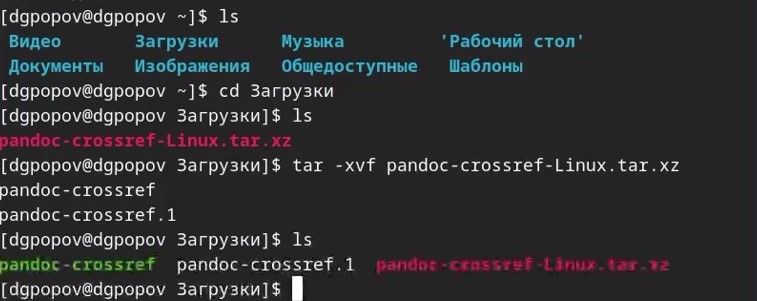 [dgpopov@dgpopov ~]$ ls
Видео Загрузки Музыка 'Рабочий стол'
Документы Изображения Общедоступные Шаблоны
[dgpopov@dgpopov ~]$ cd Загрузки
[dgpopov@dgpopov Загрузки]$ ls
pandoc-crossref-Linux.tar.xz
[dgpopov@dgpopov Загрузки]$ tar -xvf pandoc-crossref-Linux.tar.xz
pandoc-crossref
pandoc-crossref.1
[dgpopov@dgpopov Загрузки]$ ls
pandoc-crossref pandoc-crossref.1 pandoc-crossref-Linux.tar.xz
[dgpopov@dgpopov Загрузки]$